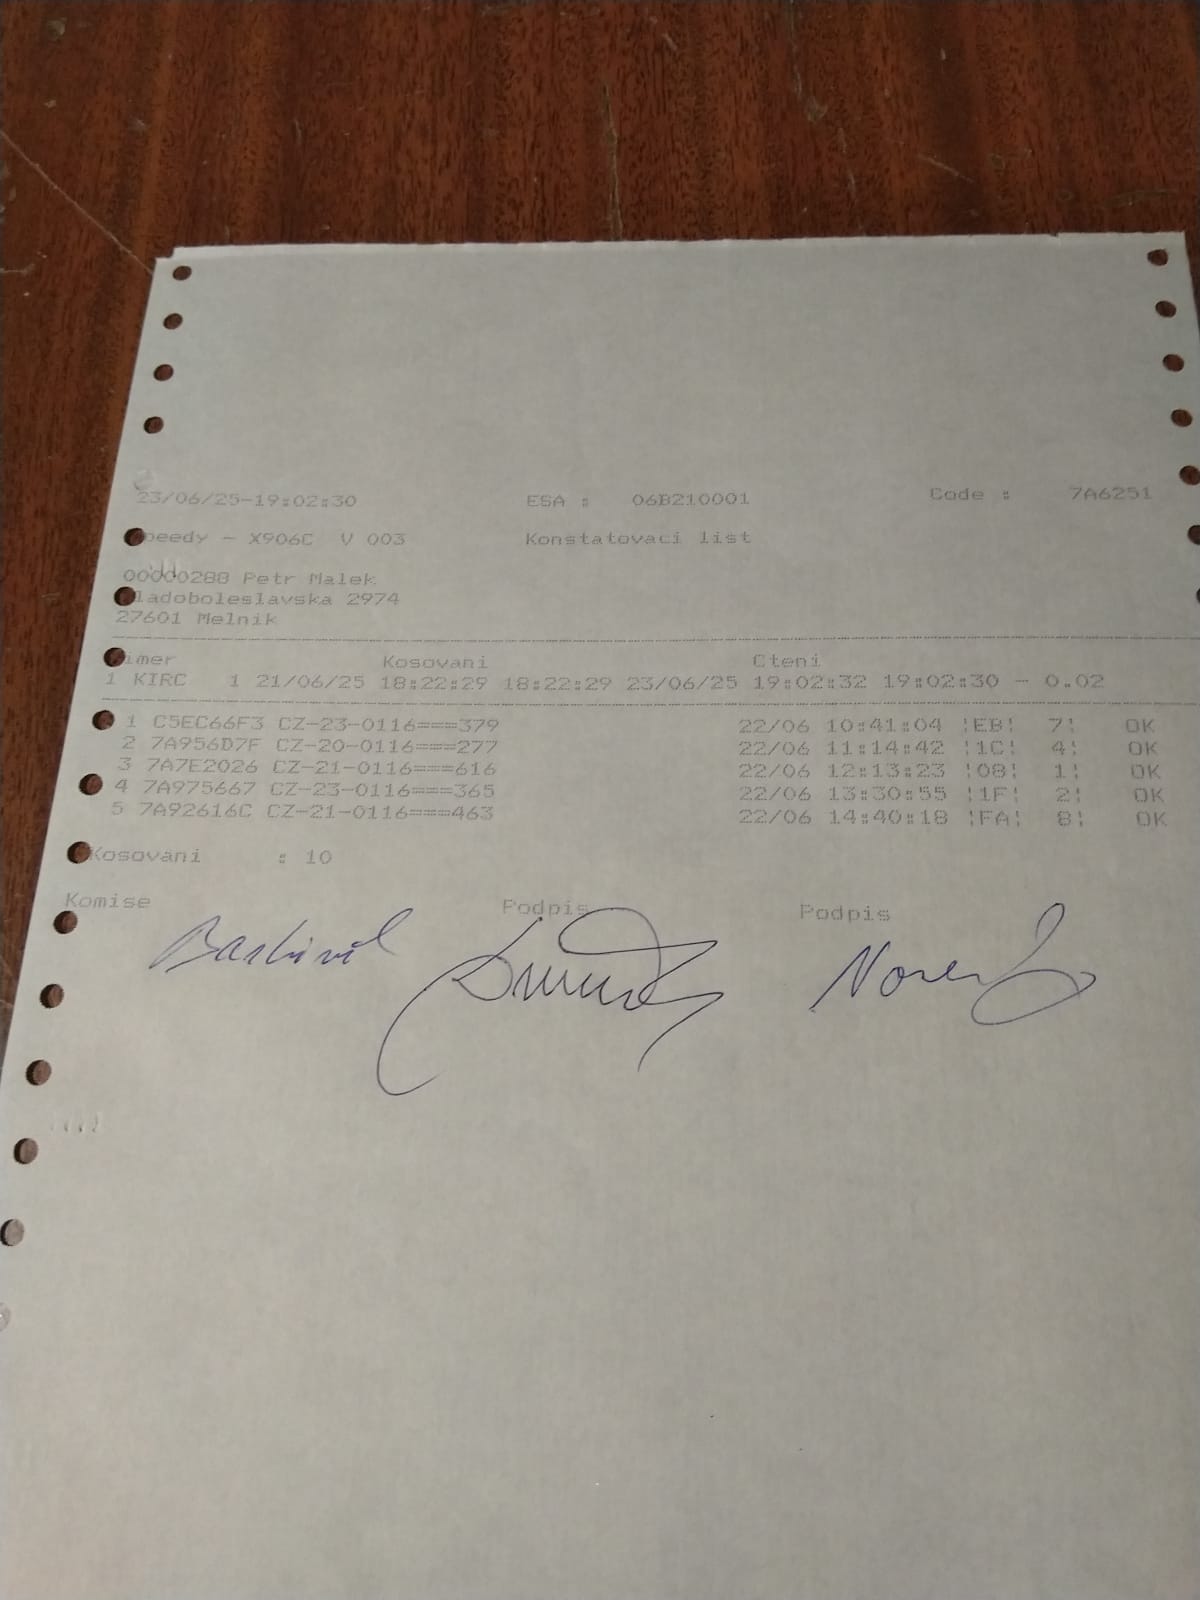 23/06/25-19:02:30 ESA : 06B210001 Code : 7A6251
peedy - X906C V 003 Konstatovaci list
00000288 Petr Malek
ladoboleslavska 2974
27601 Melnik
imer Kosovani Cteni
1 KIRC 1 21/06/25 18:22:29 18:22:29 23/06/25 19:02:32 19:02:30 - 0.02
1 C5EC66F3 CZ-23-0116===379 22/06 10:41:04 ¦EB¦ 7¦ OK
2 7A956D7F CZ-20-0116===277 22/06 11:14:42 ¦1C¦ 4¦ OK
3 7A7E2026 CZ-21-0116===616 22/06 12:13:23 ¦08¦ 1¦ OK
4 7A975667 CZ-23-0116===365 22/06 13:30:55 ¦1F¦ 2¦ OK
5 7A92616C CZ-21-0116===463 22/06 14:40:18 ¦FA¦ 8¦ OK
Kosovani : 10
Komise Podpis Podpis